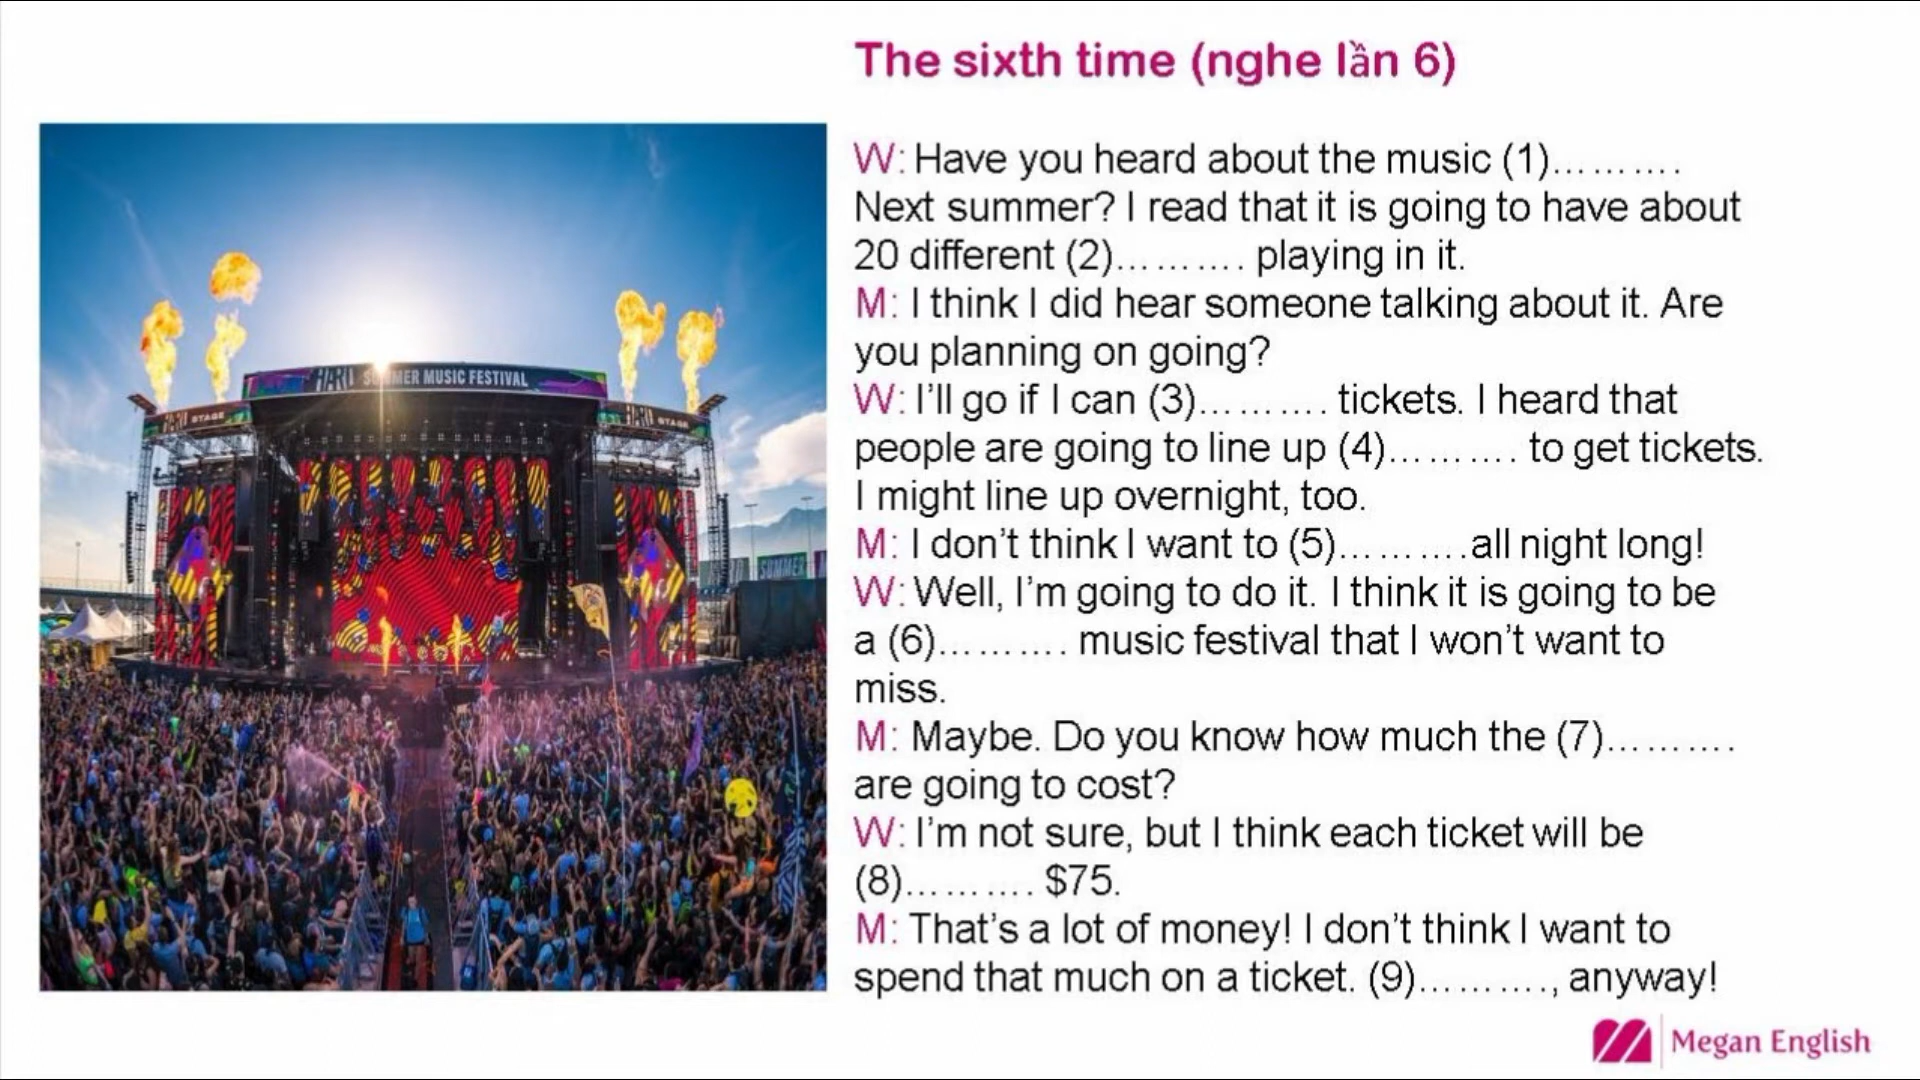 The sixth time (nghe lần 6)
W: Have you heard about the music (1)……….
Next summer? I read that it is going to have about
20 different (2)………. playing in it.
M: I think I did hear someone talking about it. Are
you planning on going?
W: I'll go if I can (3)………. tickets. I heard that
people are going to line up (4)………. to get tickets.
I might line up overnight, too.
M: I don't think I want to (5)……….all night long!
W: Well, I'm going to do it. I think it is going to be
a (6)………. music festival that I won't want to
miss.
M: Maybe. Do you know how much the (7)……….
are going to cost?
W: I'm not sure, but I think each ticket will be
(8)………. $75.
M: That's a lot of money! I don't think I want to
spend that much on a ticket. (9)………., anyway!
HARD SUMMER MUSIC FESTIVAL
HARD STAGE
HARD STAGE
SUMMER
Megan English